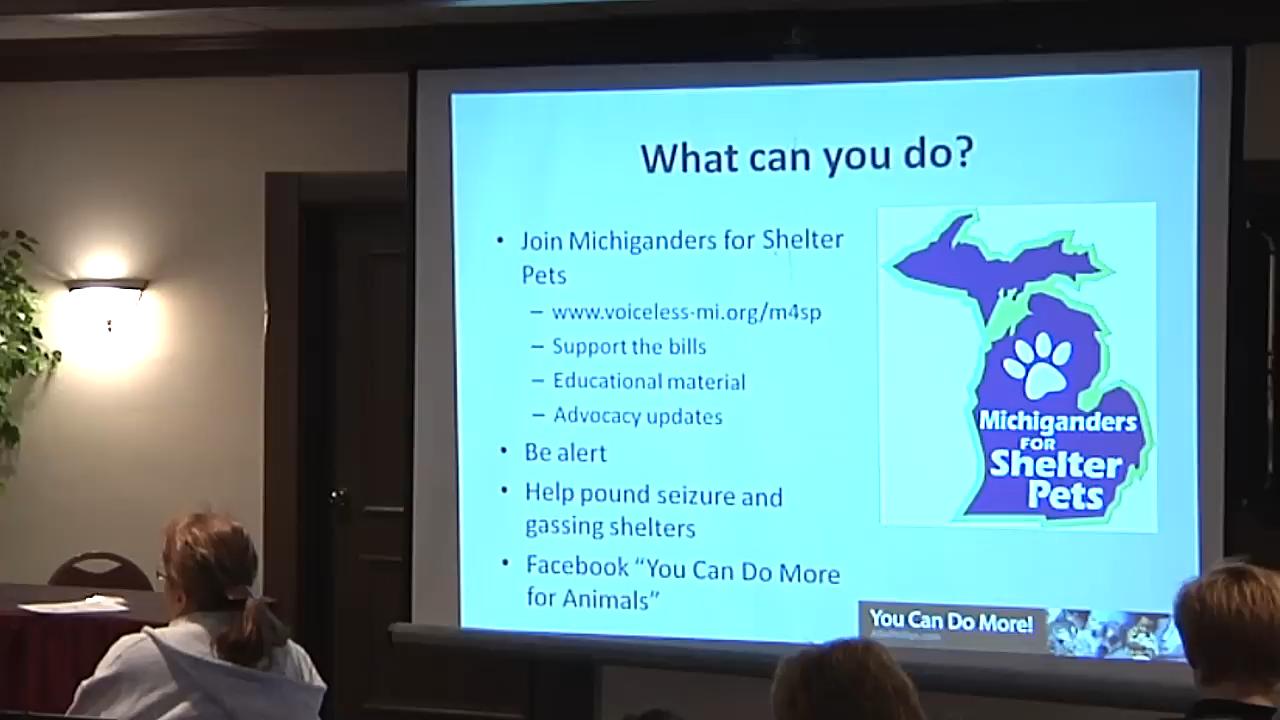 What can you do?
• Join Michiganders for Shelter
Pets
– www.voiceless-mi.org/m4sp
– Support the bills
– Educational material
– Advocacy updates
• Be alert
• Help pound seizure and
gassing shelters
• Facebook “You Can Do More
for Animals”
Michiganders
FOR
Shelter
Pets
You Can Do More!